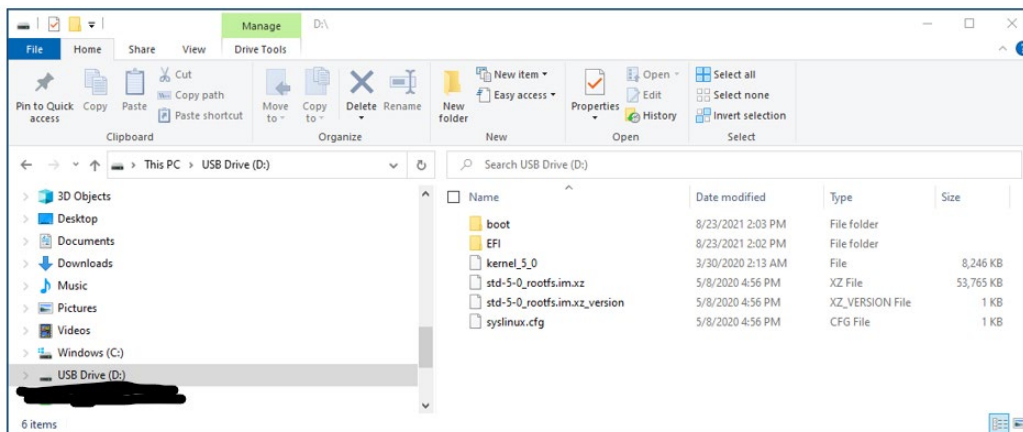 Manage D:\
File Home Share View Drive Tools
Pin to Quick access
Copy
Paste
Cut
Copy path
Paste shortcut
Clipboard
Move to
Copy to
Delete
Rename
Organize
New folder
New item
Easy access
New
Properties
Open
Edit
History
Open
Select all
Select none
Invert selection
Select
This PC > USB Drive (D:)
Search USB Drive (D:)
3D Objects
Desktop
Documents
Downloads
Music
Pictures
Videos
Windows (C:)
USB Drive (D:)
Name Date modified Type Size
boot 8/23/2021 2:03 PM File folder
EFI 8/23/2021 2:02 PM File folder
kernel_5_0 3/30/2020 2:13 AM File 8,246 KB
std-5-0_rootfs.im.xz 5/8/2020 4:56 PM XZ File 53,765 KB
std-5-0_rootfs.im.xz_version 5/8/2020 4:56 PM XZ_VERSION File 1 KB
syslinux.cfg 5/8/2020 4:56 PM CFG File 1 KB
6 items